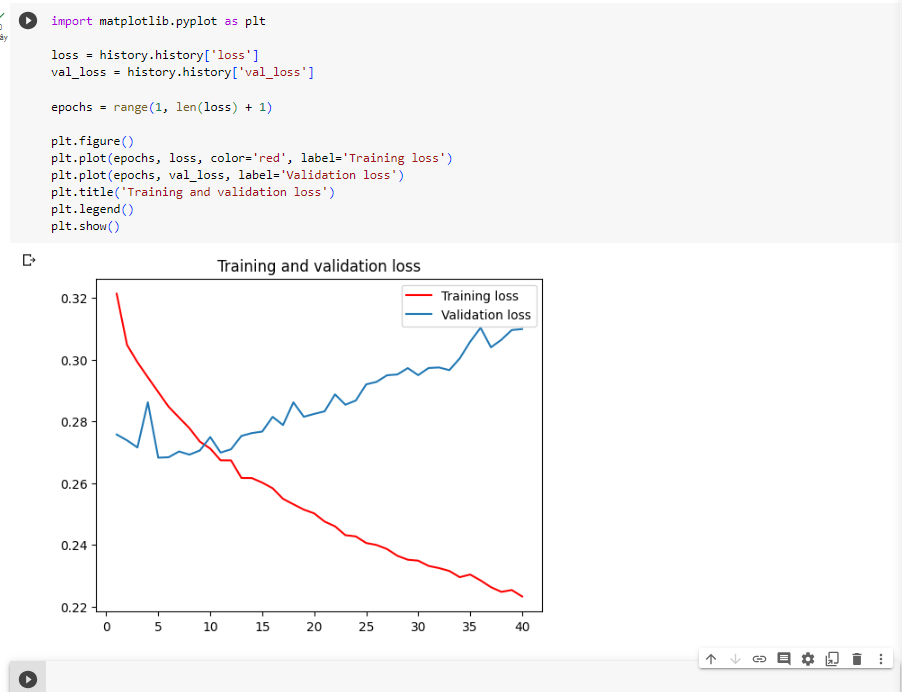 import matplotlib.pyplot as plt
loss = history.history['loss']
val_loss = history.history['val_loss']
epochs = range(1, len(loss) + 1)
plt.figure()
plt.plot(epochs, loss, color='red', label='Training loss')
plt.plot(epochs, val_loss, label='Validation loss')
plt.title('Training and validation loss')
plt.legend()
plt.show()
Training and validation loss
Training loss
Validation loss
0.32
0.30
0.28
0.26
0.24
0.22
0 5 10 15 20 25 30 35 40